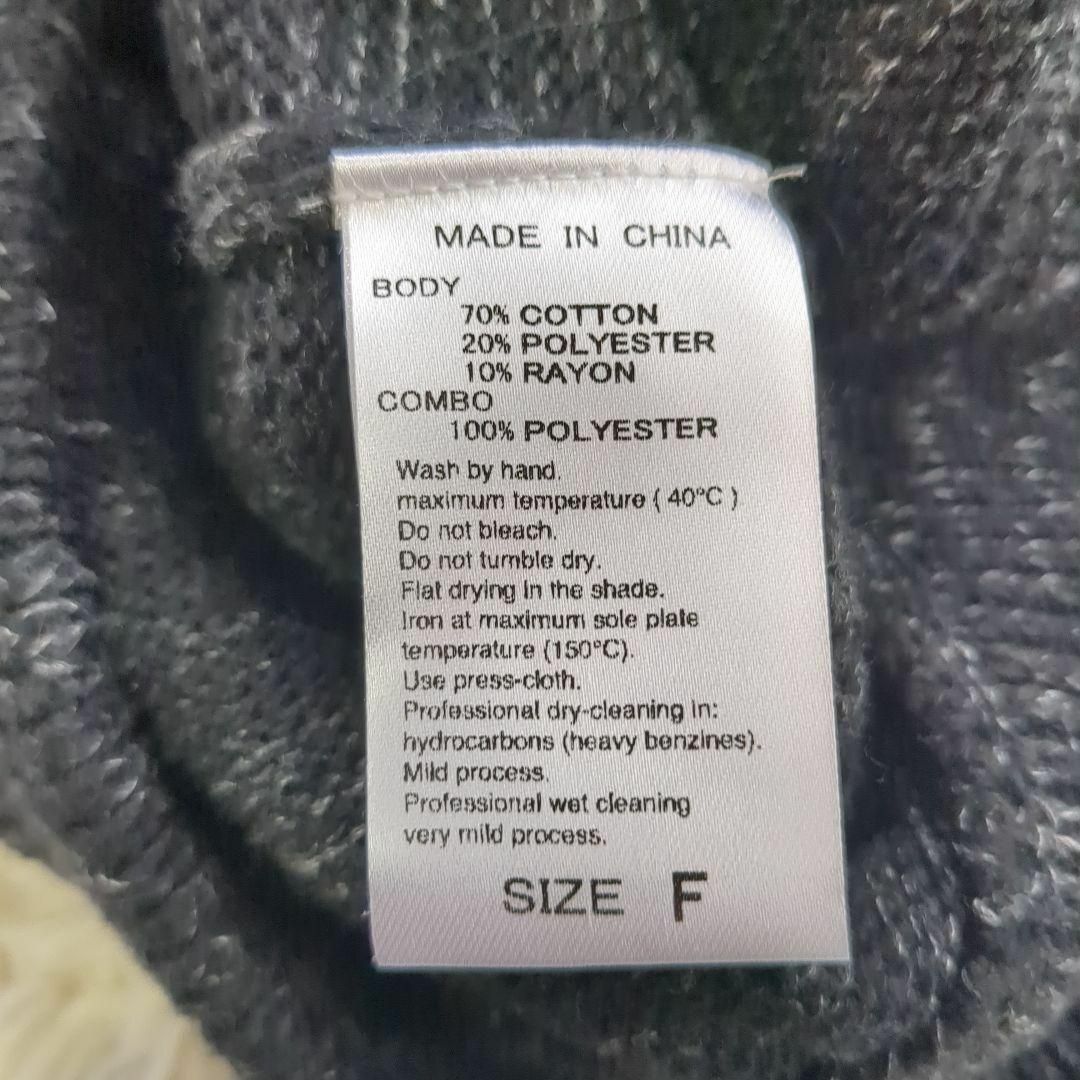 MADE IN CHINA
BODY
70% COTTON
20% POLYESTER
10% RAYON
COMBO
100% POLYESTER
Wash by hand.
maximum temperature ( 40°C )
Do not bleach.
Do not tumble dry.
Flat drying in the shade.
Iron at maximum sole plate
temperature (150°C).
Use press-cloth.
Professional dry-cleaning in:
hydrocarbons (heavy benzines).
Mild process.
Professional wet cleaning
very mild process.
SIZE F